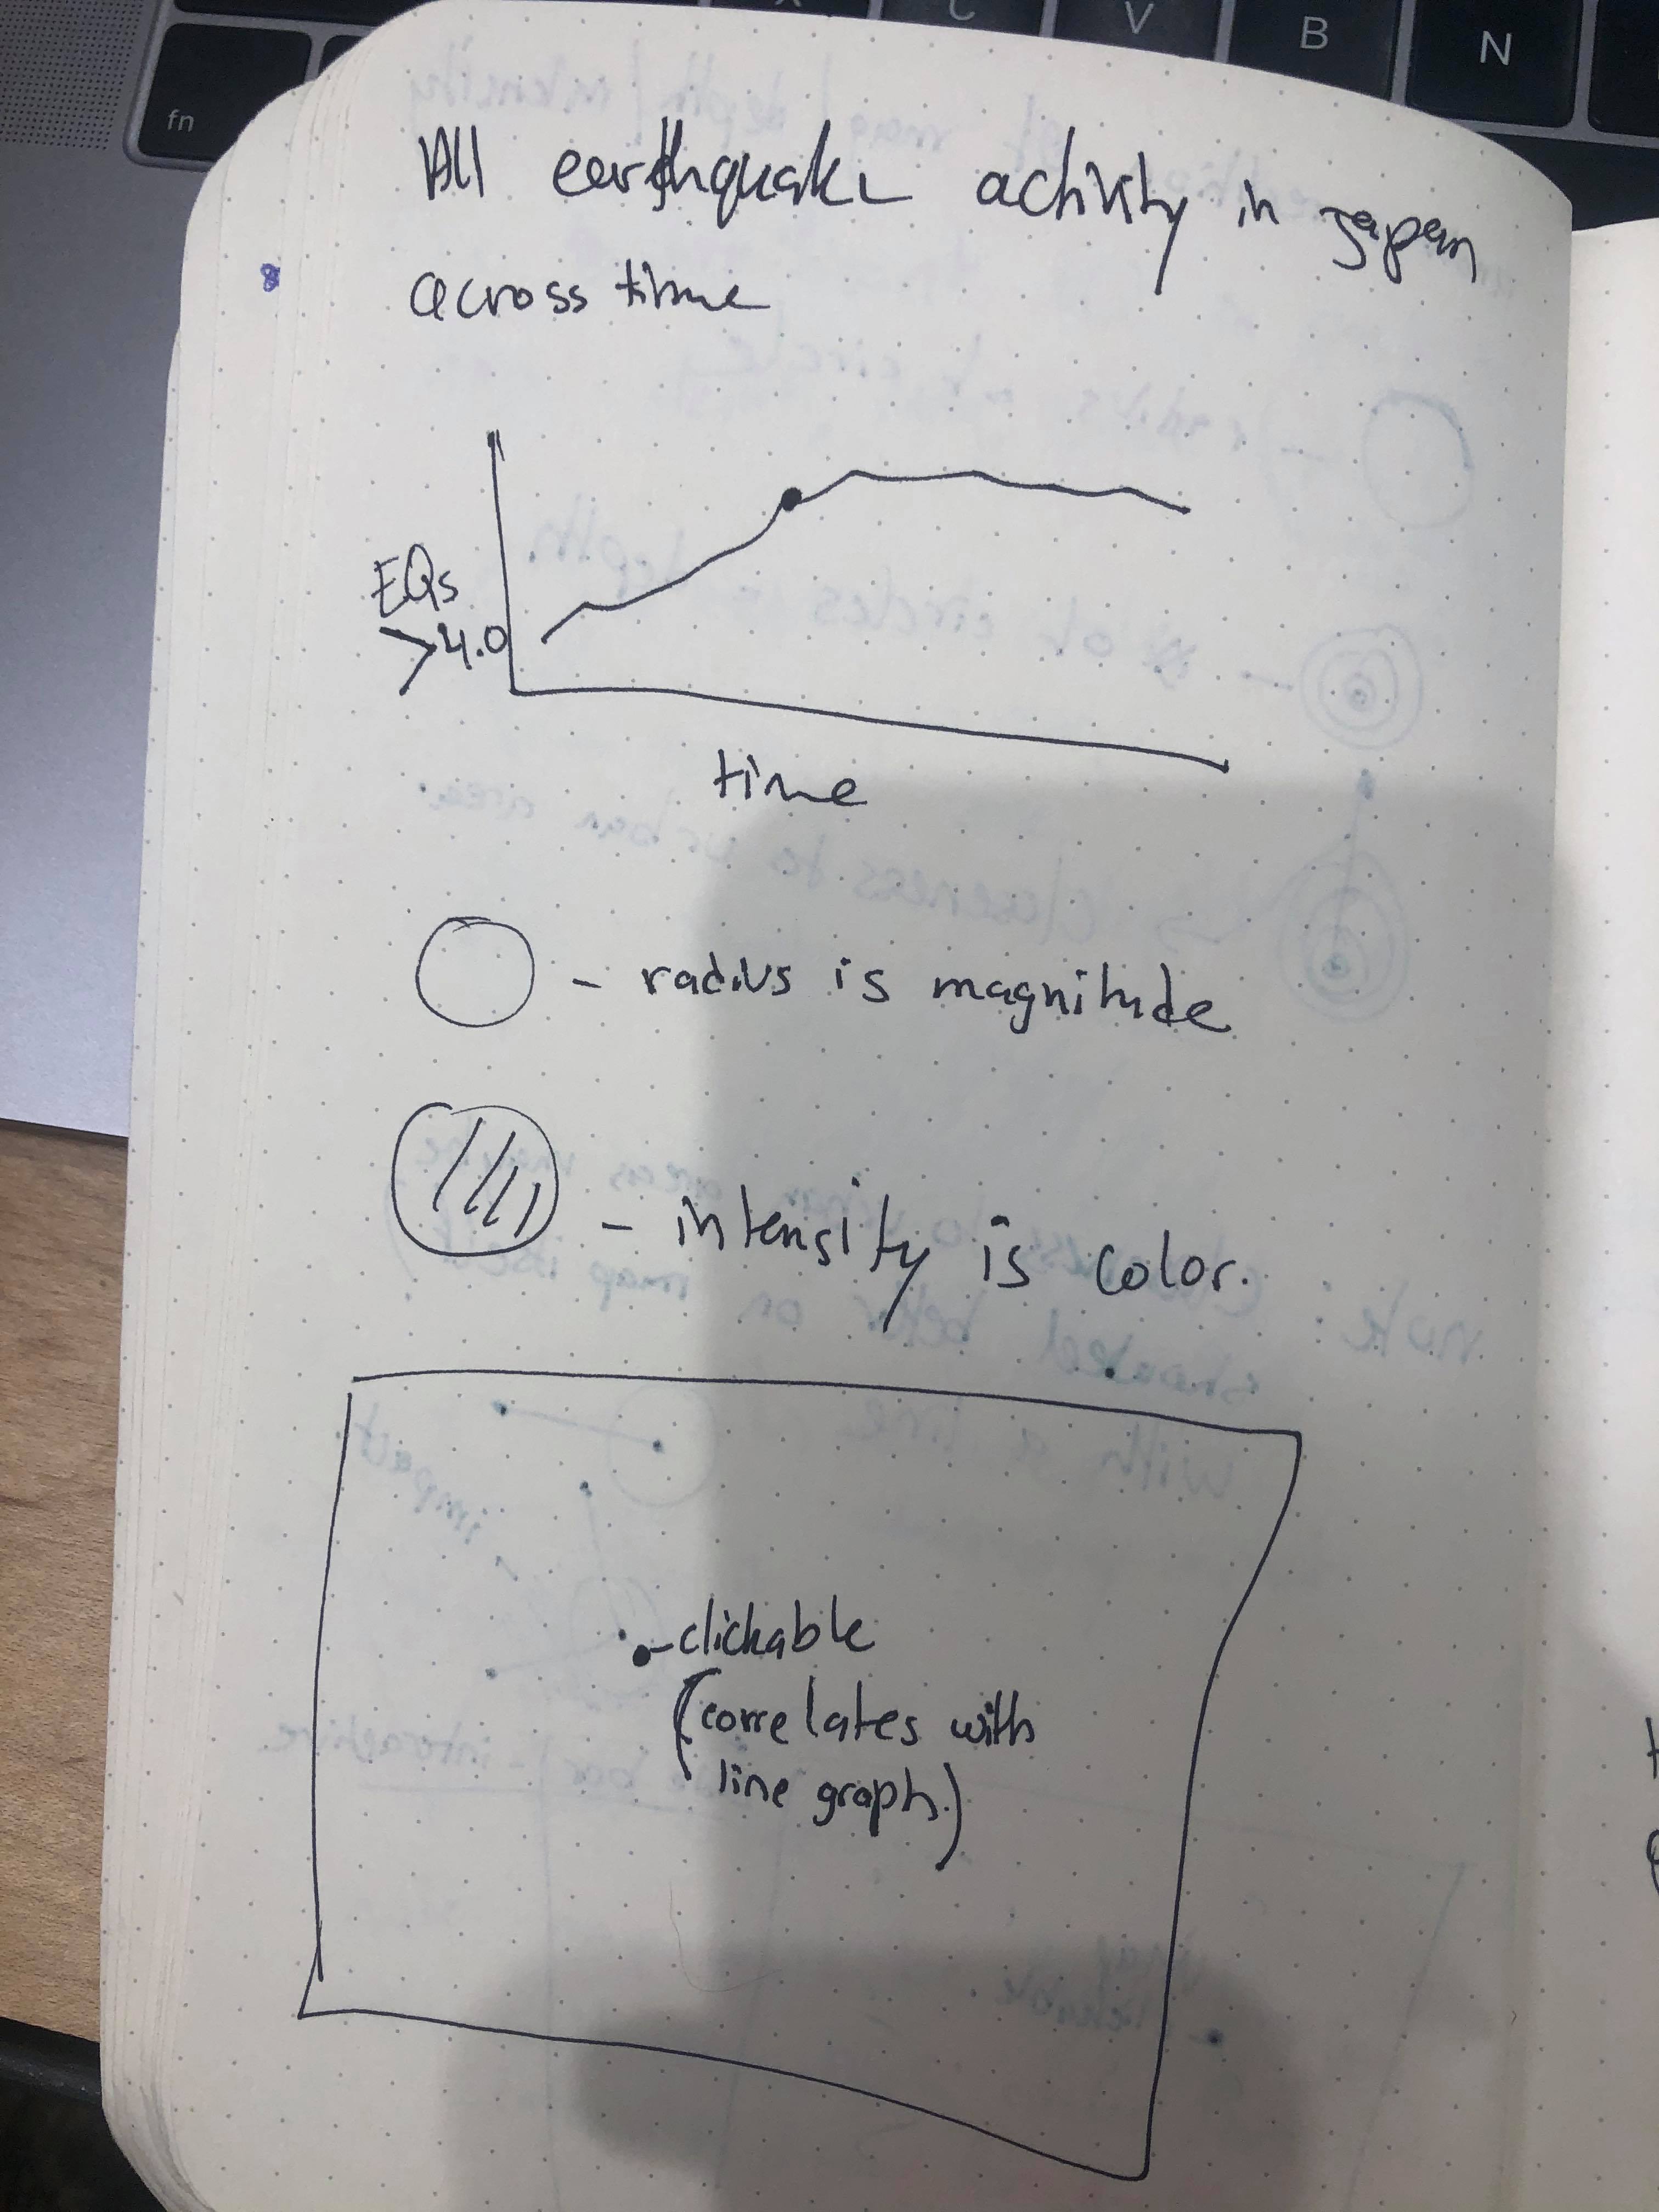 fn
C
V
B
N
All earthquake activity in Japan
across time
EQs
>4.0
time
- radius is magnitude
- intensity is color.
- clickable
(correlates with
line graph.)